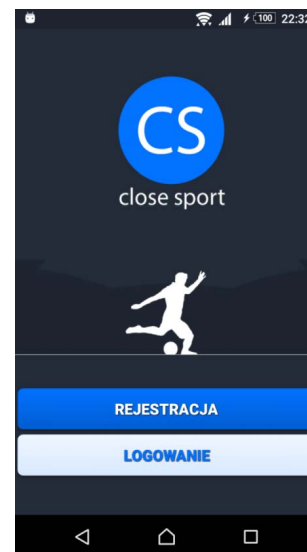 100 22:32
CS
close sport
REJESTRACJA
LOGOWANIE